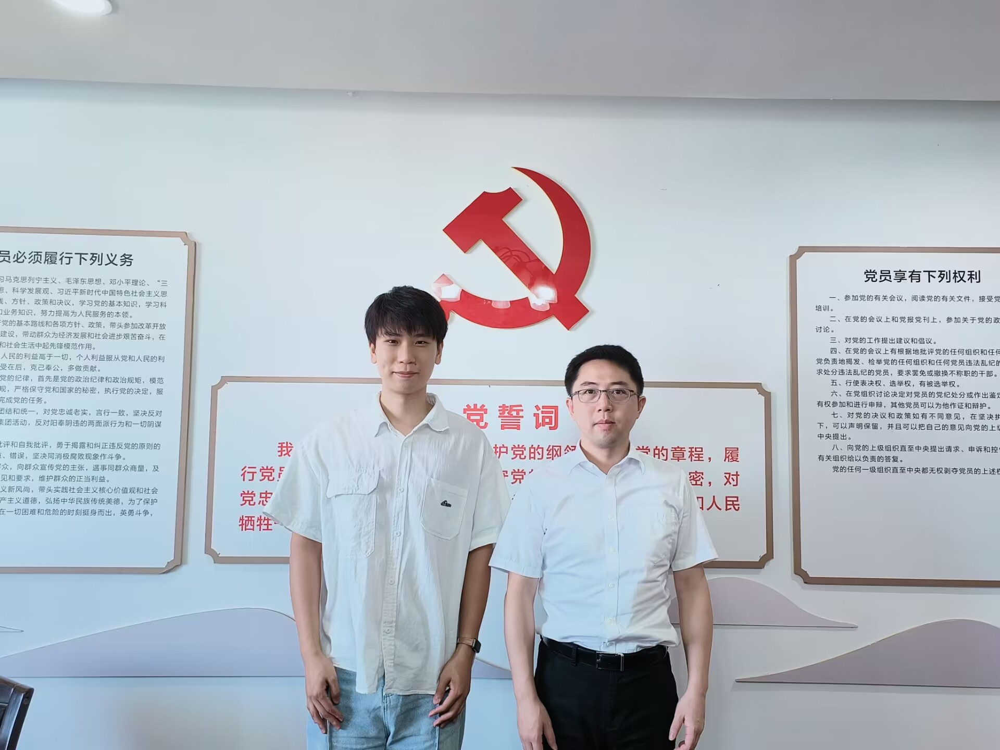 员必须履行下列义务
习马克思列宁主义、毛泽东思想、邓小平理论、“三
想、科学发展观、习近平新时代中国特色社会主义思
线、方针、政策和决议，学习党的基本知识，学习科
和业务知识，努力提高为人民服务的本领。
行党的基本路线和各项方针、政策，带头参加改革开放
建设，带动群众为经济发展和社会进步艰苦奋斗，在
和社会生活中起先锋模范作用。
人民的利益高于一切，个人利益服从党和人民的利
受在后，克己奉公，多做贡献。
党的纪律，首先是党的政治纪律和政治规矩，模范
规，严格保守党和国家的秘密，执行党的决定，服
完成党的任务。
团结和统一，对党忠诚老实，言行一致，坚决反对
集团活动，反对阳奉阴违的两面派行为和一切阴谋
批评和自我批评，勇于揭露和纠正违反党的原则的
、错误，坚决同消极腐败现象作斗争。
群众，向群众宣传党的主张，遇事同群众商量，及
见和要求，维护群众的正当利益。
义新风尚，带头实践社会主义核心价值观和社会
产主义道德，弘扬中华民族传统美德，为了保护
在一切困难和危险的时刻挺身而出，英勇斗争，
党誓词
我 护党的纲领 党的章程，履
行党员 守党的 密，对
党忠 和人民
牺牲
党员享有下列权利
一、参加党的有关会议，阅读党的有关文件，接受党
培训。
二、在党的会议上和党报党刊上，参加关于党的政
讨论。
三、对党的工作提出建议和倡议。
四、在党的会议上有根据地批评党的任何组织和任何
党负责地揭发、检举党的任何组织和任何党员违法乱纪的
求处分违法乱纪的党员，要求罢免或撤换不称职的干部。
五、行使表决权、选举权，有被选举权。
六、在党组织讨论决定对党员的党纪处分或作出鉴定
有权参加和进行申辩，其他党员可以为他作证和辩护。
七、对党的决议和政策如有不同意见，在坚决执
下，可以声明保留，并且可以把自己的意见向党的上级
中央提出。
八、向党的上级组织直至中央提出请求、申诉和控告
有关组织给以负责的答复。
党的任何一级组织直至中央都无权剥夺党员的上述权